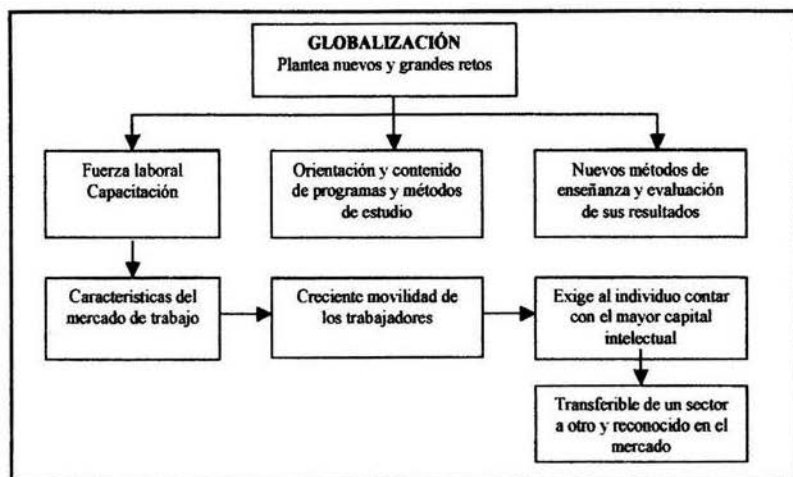 GLOBALIZACIÓN
Plantea nuevos y grandes retos
Fuerza laboral
Capacitación
Orientación y contenido
de programas y métodos
de estudio
Nuevos métodos de
enseñanza y evaluación
de sus resultados
Caracteristicas del
mercado de trabajo
Creciente movilidad de
los trabajadores
Exige al individuo contar
con el mayor capital
intelectual
Transferible de un sector
a otro y reconocido en el
mercado